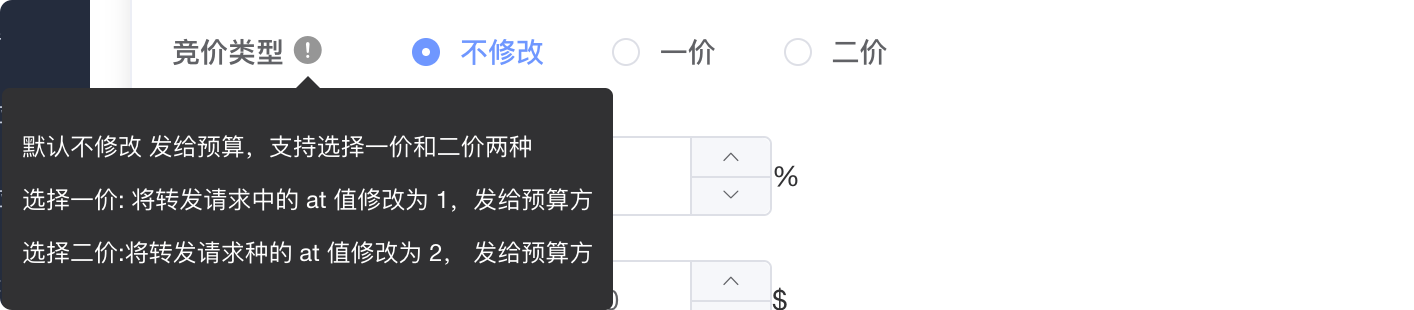 竞价类型 不修改 一价 二价
默认不修改 发给预算，支持选择一价和二价两种
%
选择一价: 将转发请求中的 at 值修改为 1，发给预算方
选择二价:将转发请求种的 at 值修改为 2， 发给预算方
$